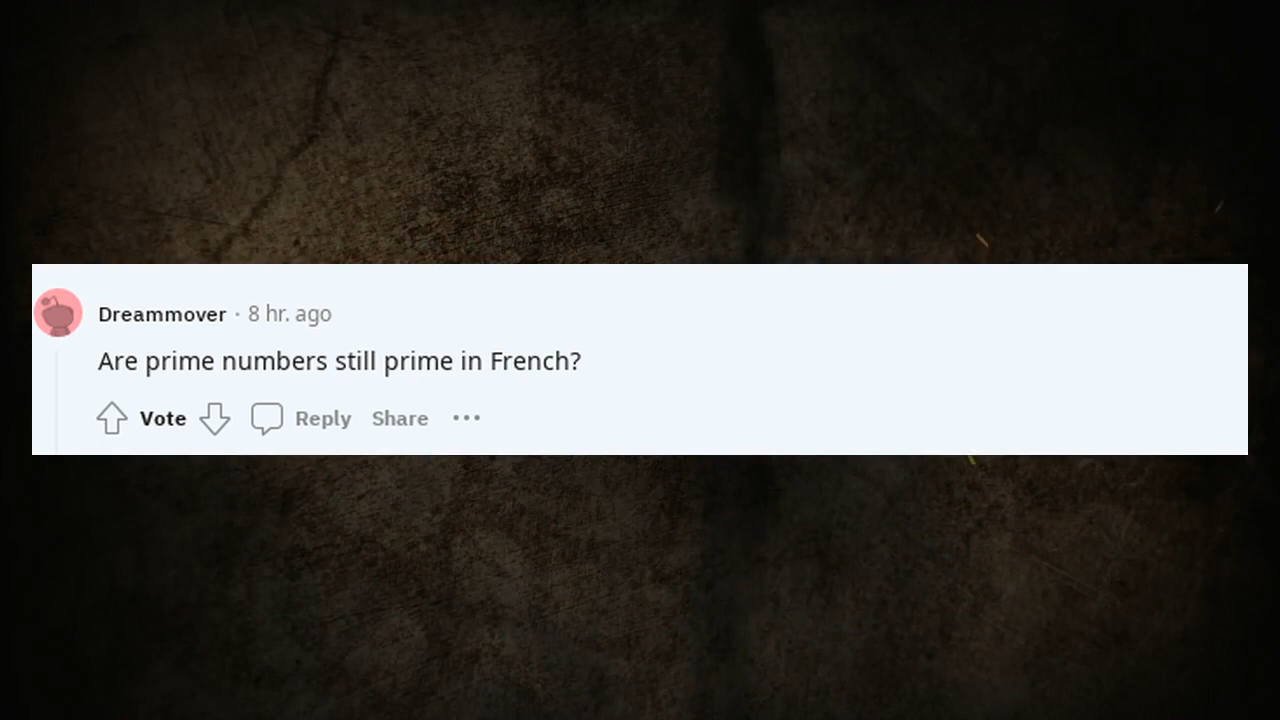 Dreammover · 8 hr. ago
Are prime numbers still prime in French?
Vote Reply Share ...